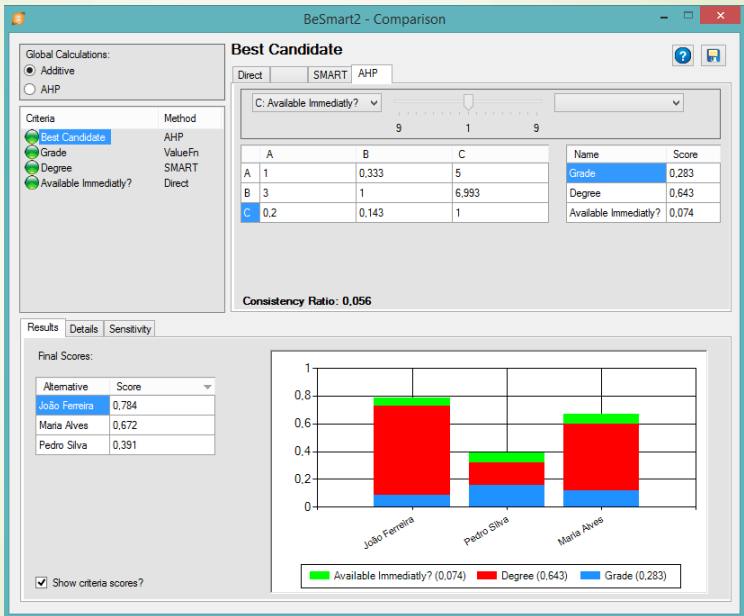 BeSmart2 - Comparison
Global Calculations:
Additive
AHP
Criteria Method
Best Candidate AHP
Grade ValueFn
Degree SMART
Available Immediatly? Direct
Best Candidate
Direct SMART AHP
C: Available Immediatly?
9 1 9
A B C
A 1 0,333 5
B 3 1 6,993
C 0,2 0,143 1
Name Score
Grade 0,283
Degree 0,643
Available Immediatly? 0,074
Consistency Ratio: 0,056
Results Details Sensitivity
Final Scores:
Alternative Score
João Ferreira 0,784
Maria Alves 0,672
Pedro Silva 0,391
Show criteria scores?
1
0,8
0,6
0,4
0,2
0
João Ferreira Pedro Silva Maria Alves
Available Immediatly? (0,074) Degree (0,643) Grade (0,283)